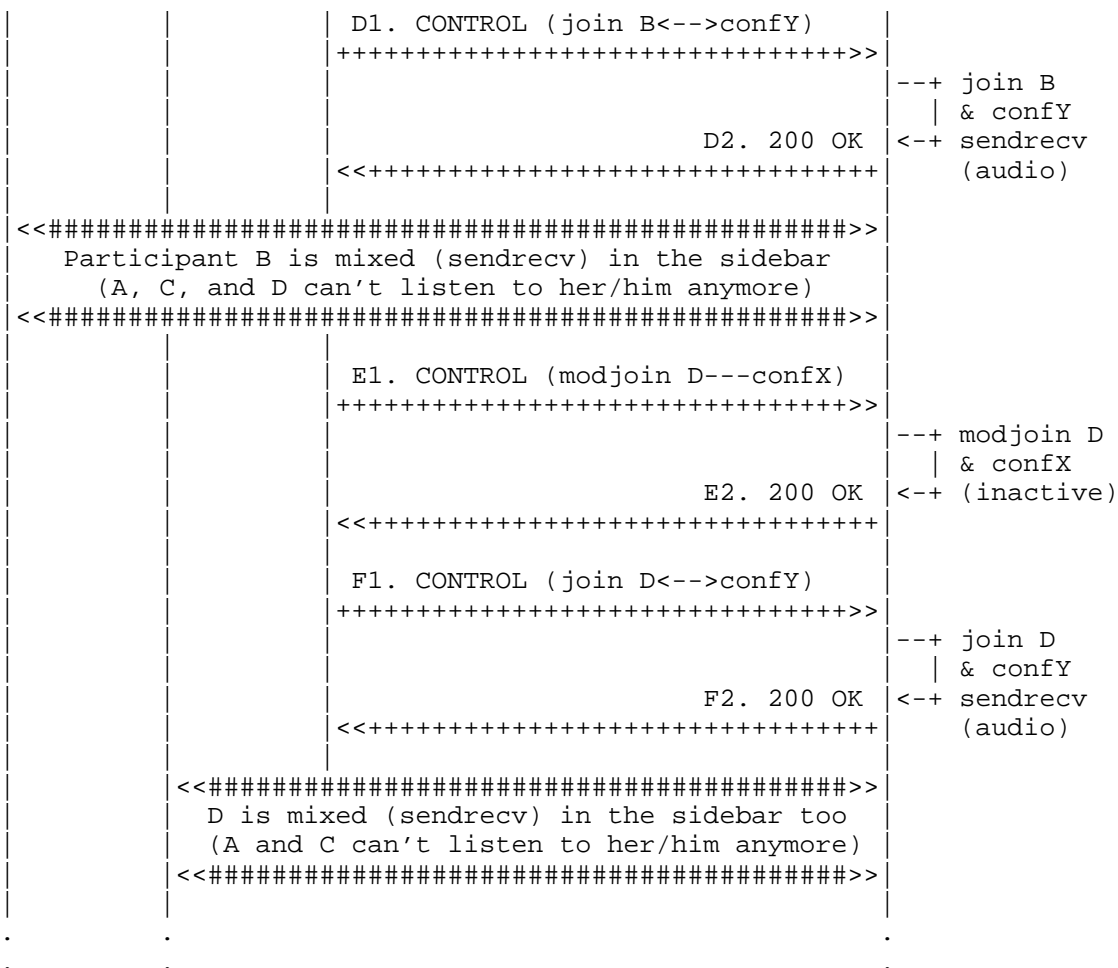 D1. CONTROL (join B<-->confY)
+++++++++++++++++++++++++++++++>>
--+ join B
| & confY
D2. 200 OK <-+ sendrecv
<<+++++++++++++++++++++++++++++++ (audio)
<<##################################################>>
Participant B is mixed (sendrecv) in the sidebar
(A, C, and D can't listen to her/him anymore)
<<##################################################>>
E1. CONTROL (modjoin D---confX)
+++++++++++++++++++++++++++++++>>
--+ modjoin D
| & confX
E2. 200 OK <-+ (inactive)
<<+++++++++++++++++++++++++++++++
F1. CONTROL (join D<-->confY)
+++++++++++++++++++++++++++++++>>
--+ join D
| & confY
F2. 200 OK <-+ sendrecv
<<+++++++++++++++++++++++++++++++ (audio)
<<########################################>>
D is mixed (sendrecv) in the sidebar too
(A and C can't listen to her/him anymore)
<<########################################>>
. . .
. . .